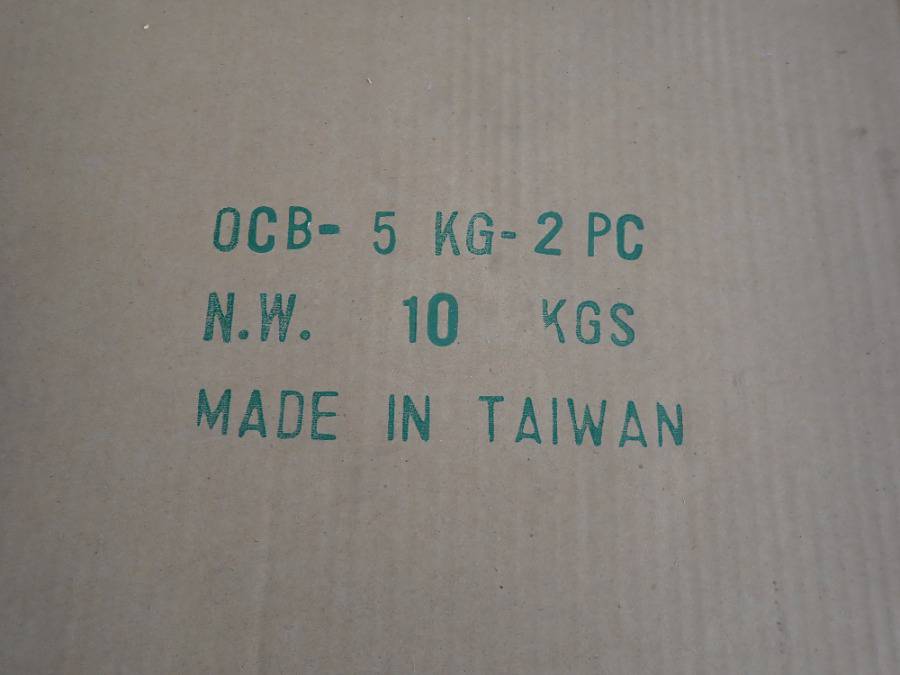 OCB- 5 KG- 2 PC
N.W. 10 KGS
MADE IN TAIWAN